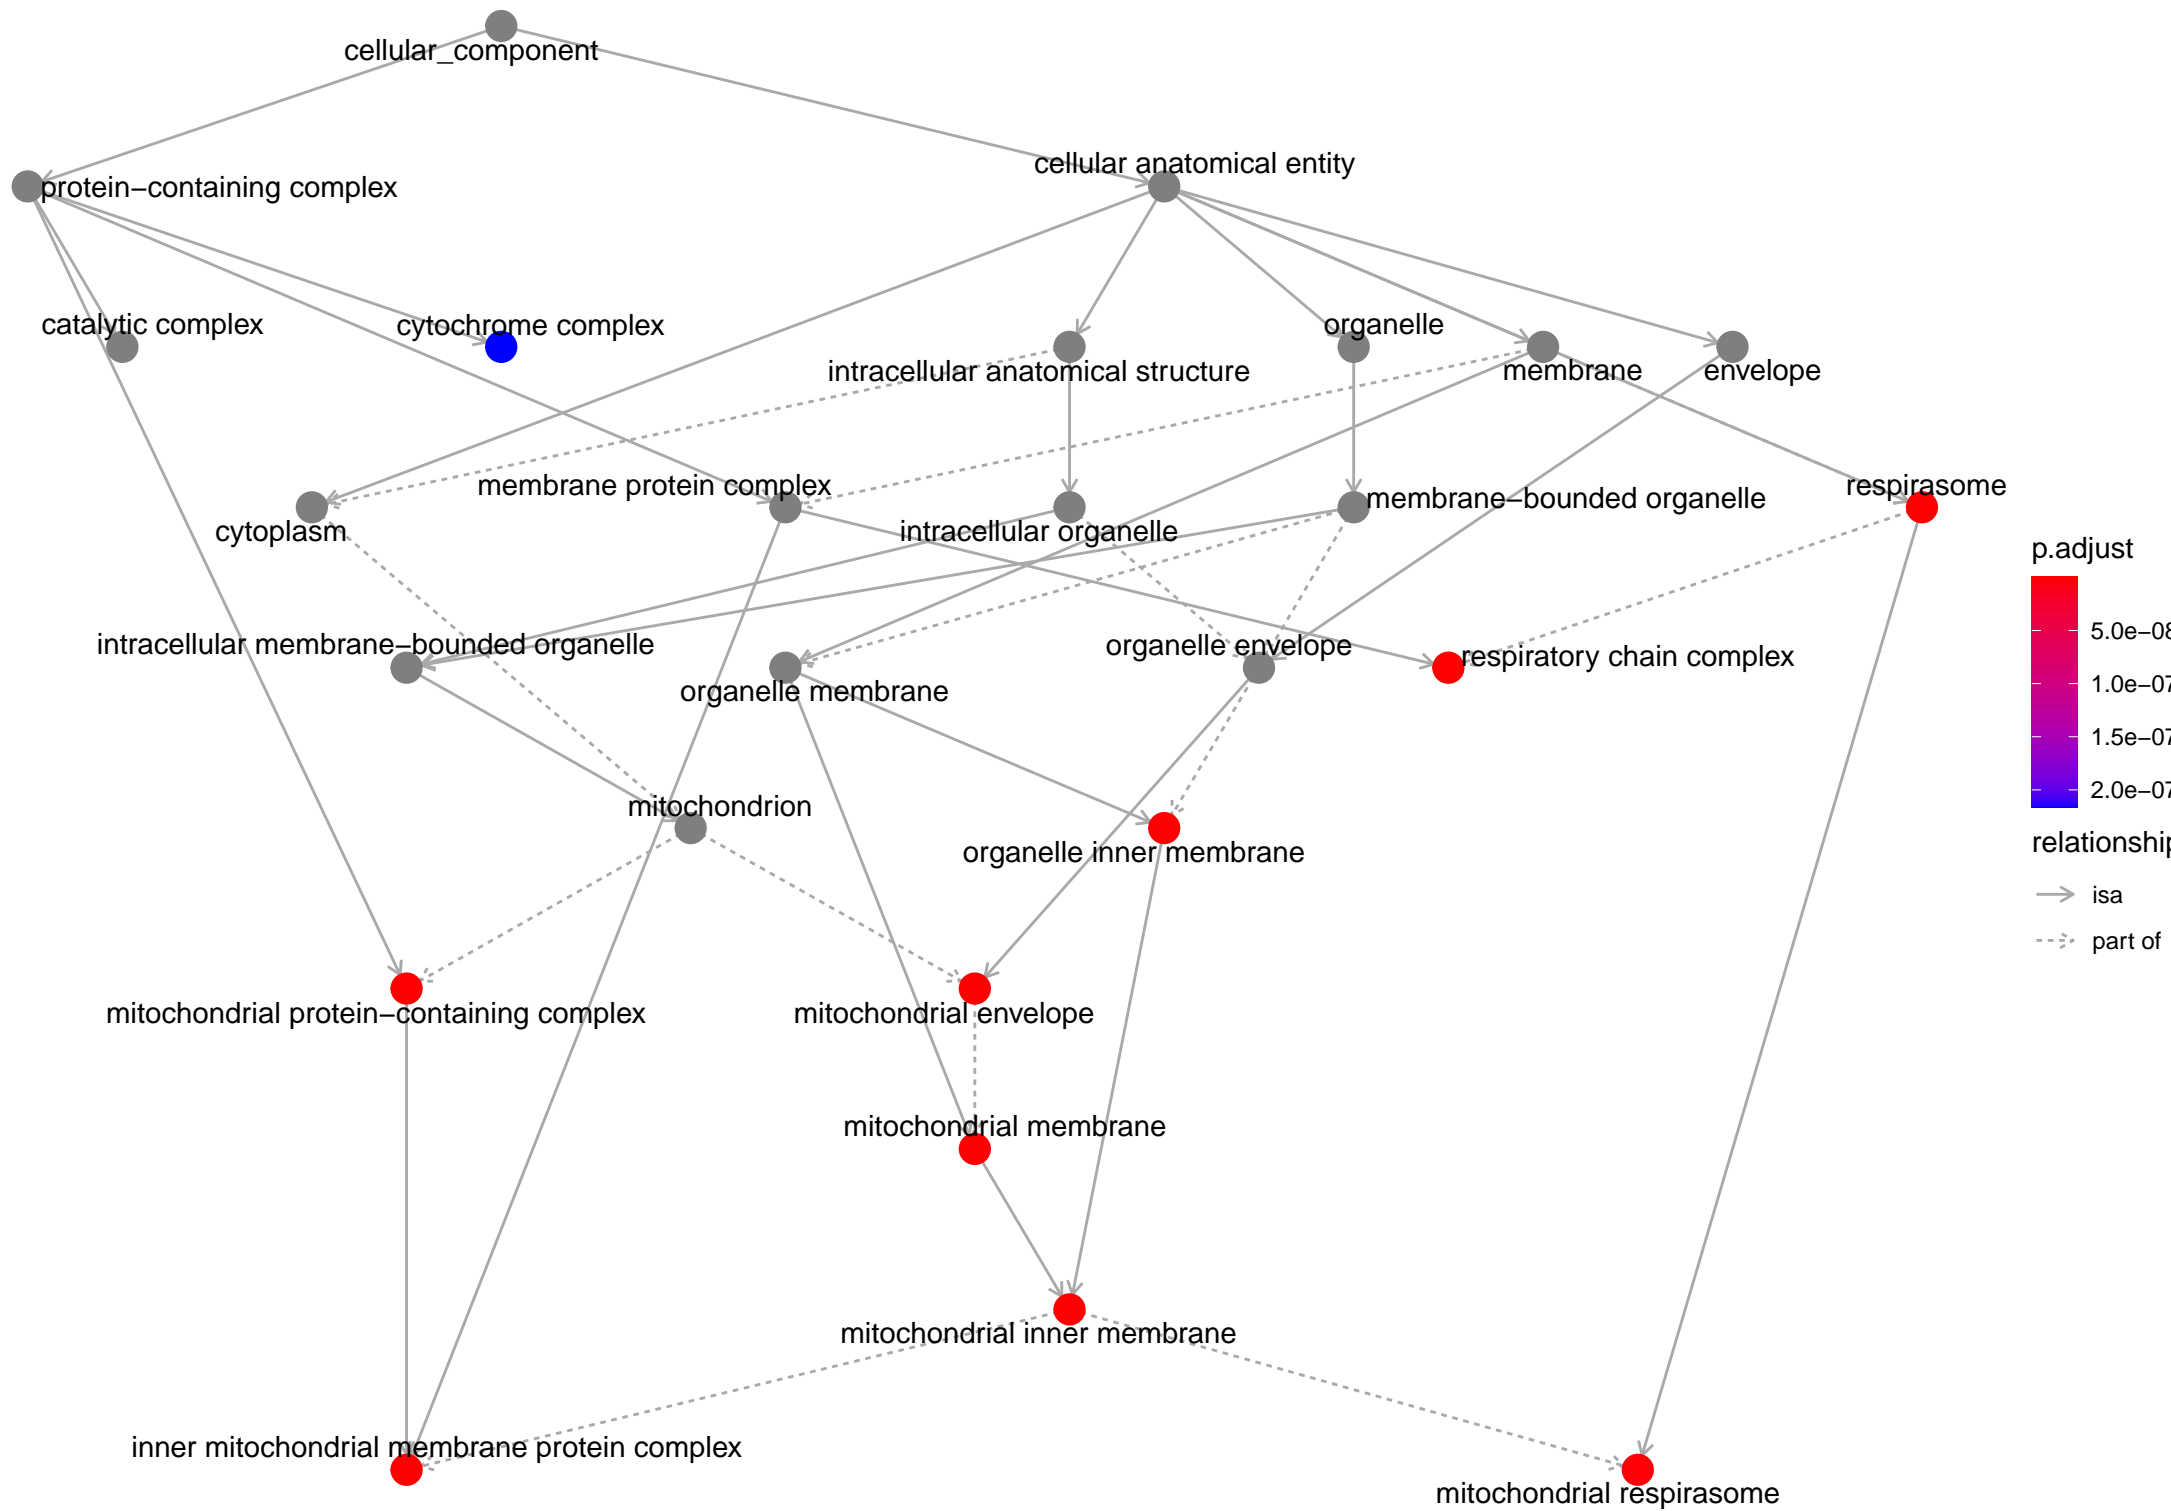 cellular_component
cellular anatomical entity
protein−containing complex
catalytic complex
cytochrome complex
organelle
intracellular anatomical structure
membrane
envelope
membrane protein complex
respirasome
membrane−bounded organelle
cytoplasm
intracellular organelle
p.adjust
5.0e−08
1.0e−07
1.5e−07
2.0e−07
intracellular membrane−bounded organelle
organelle envelope
respiratory chain complex
organelle membrane
mitochondrion
organelle inner membrane
relationship
isa
part of
mitochondrial protein−containing complex
mitochondrial envelope
mitochondrial membrane
mitochondrial inner membrane
inner mitochondrial membrane protein complex
mitochondrial respirasome